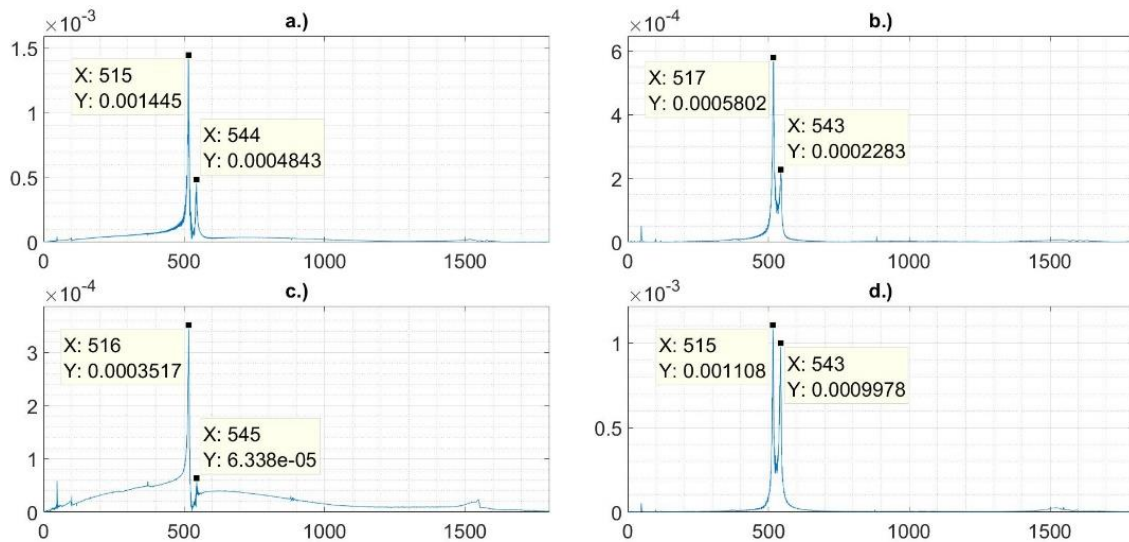 a.)
×10⁻³
1.5
1
0.5
0
X: 515
Y: 0.001445
X: 544
Y: 0.0004843
0 500 1000 1500
b.)
×10⁻⁴
6
4
2
0
X: 517
Y: 0.0005802
X: 543
Y: 0.0002283
0 500 1000 1500
c.)
×10⁻⁴
3
2
1
0
X: 516
Y: 0.0003517
X: 545
Y: 6.338e-05
0 500 1000 1500
d.)
×10⁻³
1
0.5
0
X: 515
Y: 0.001108
X: 543
Y: 0.0009978
0 500 1000 1500